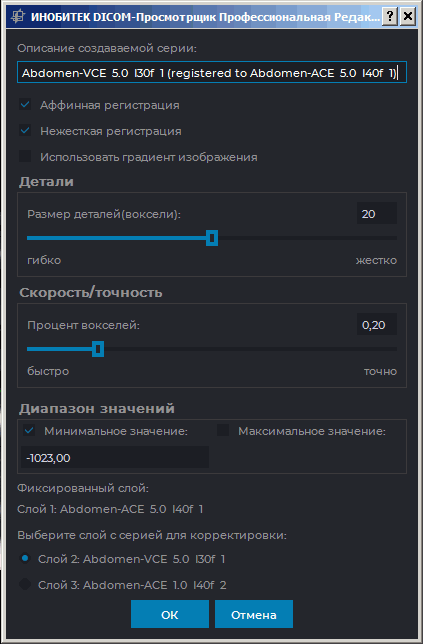 ИНОБИТЕК DICOM-Просмотрщик Профессиональная Редак...
Описание создаваемой серии:
Abdomen-VCE 5.0 I30f 1 (registered to Abdomen-ACE 5.0 I40f 1)
Аффинная регистрация
Нежесткая регистрация
Использовать градиент изображения
Детали
Размер деталей(воксели): 20
гибко жестко
Скорость/точность
Процент вокселей: 0,20
быстро точно
Диапазон значений
Минимальное значение: Максимальное значение:
-1023,00
Фиксированный слой:
Слой 1: Abdomen-ACE 5.0 I40f 1
Выберите слой с серией для корректировки:
Слой 2: Abdomen-VCE 5.0 I30f 1
Слой 3: Abdomen-ACE 1.0 I40f 2
ОК Отмена